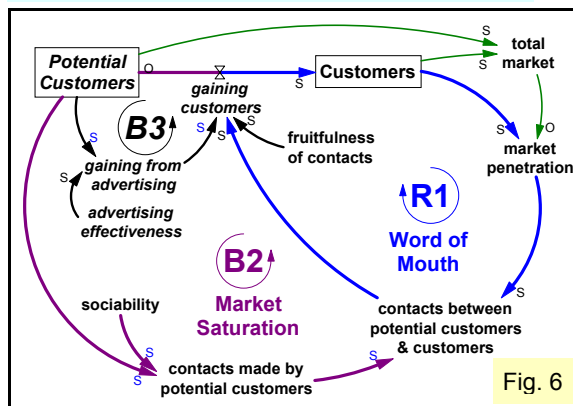 Potential
Customers
O
S
Customers
S
S
total
market
gaining
customers
B3
S
S
S
S
fruitfulness
of contacts
S
O
market
penetration
S
gaining from
advertising
advertising
effectiveness
R1
Word of
Mouth
B2
Market
Saturation
sociability
S
S
contacts made by
potential customers
S
contacts between
potential customers
& customers
S
Fig. 6